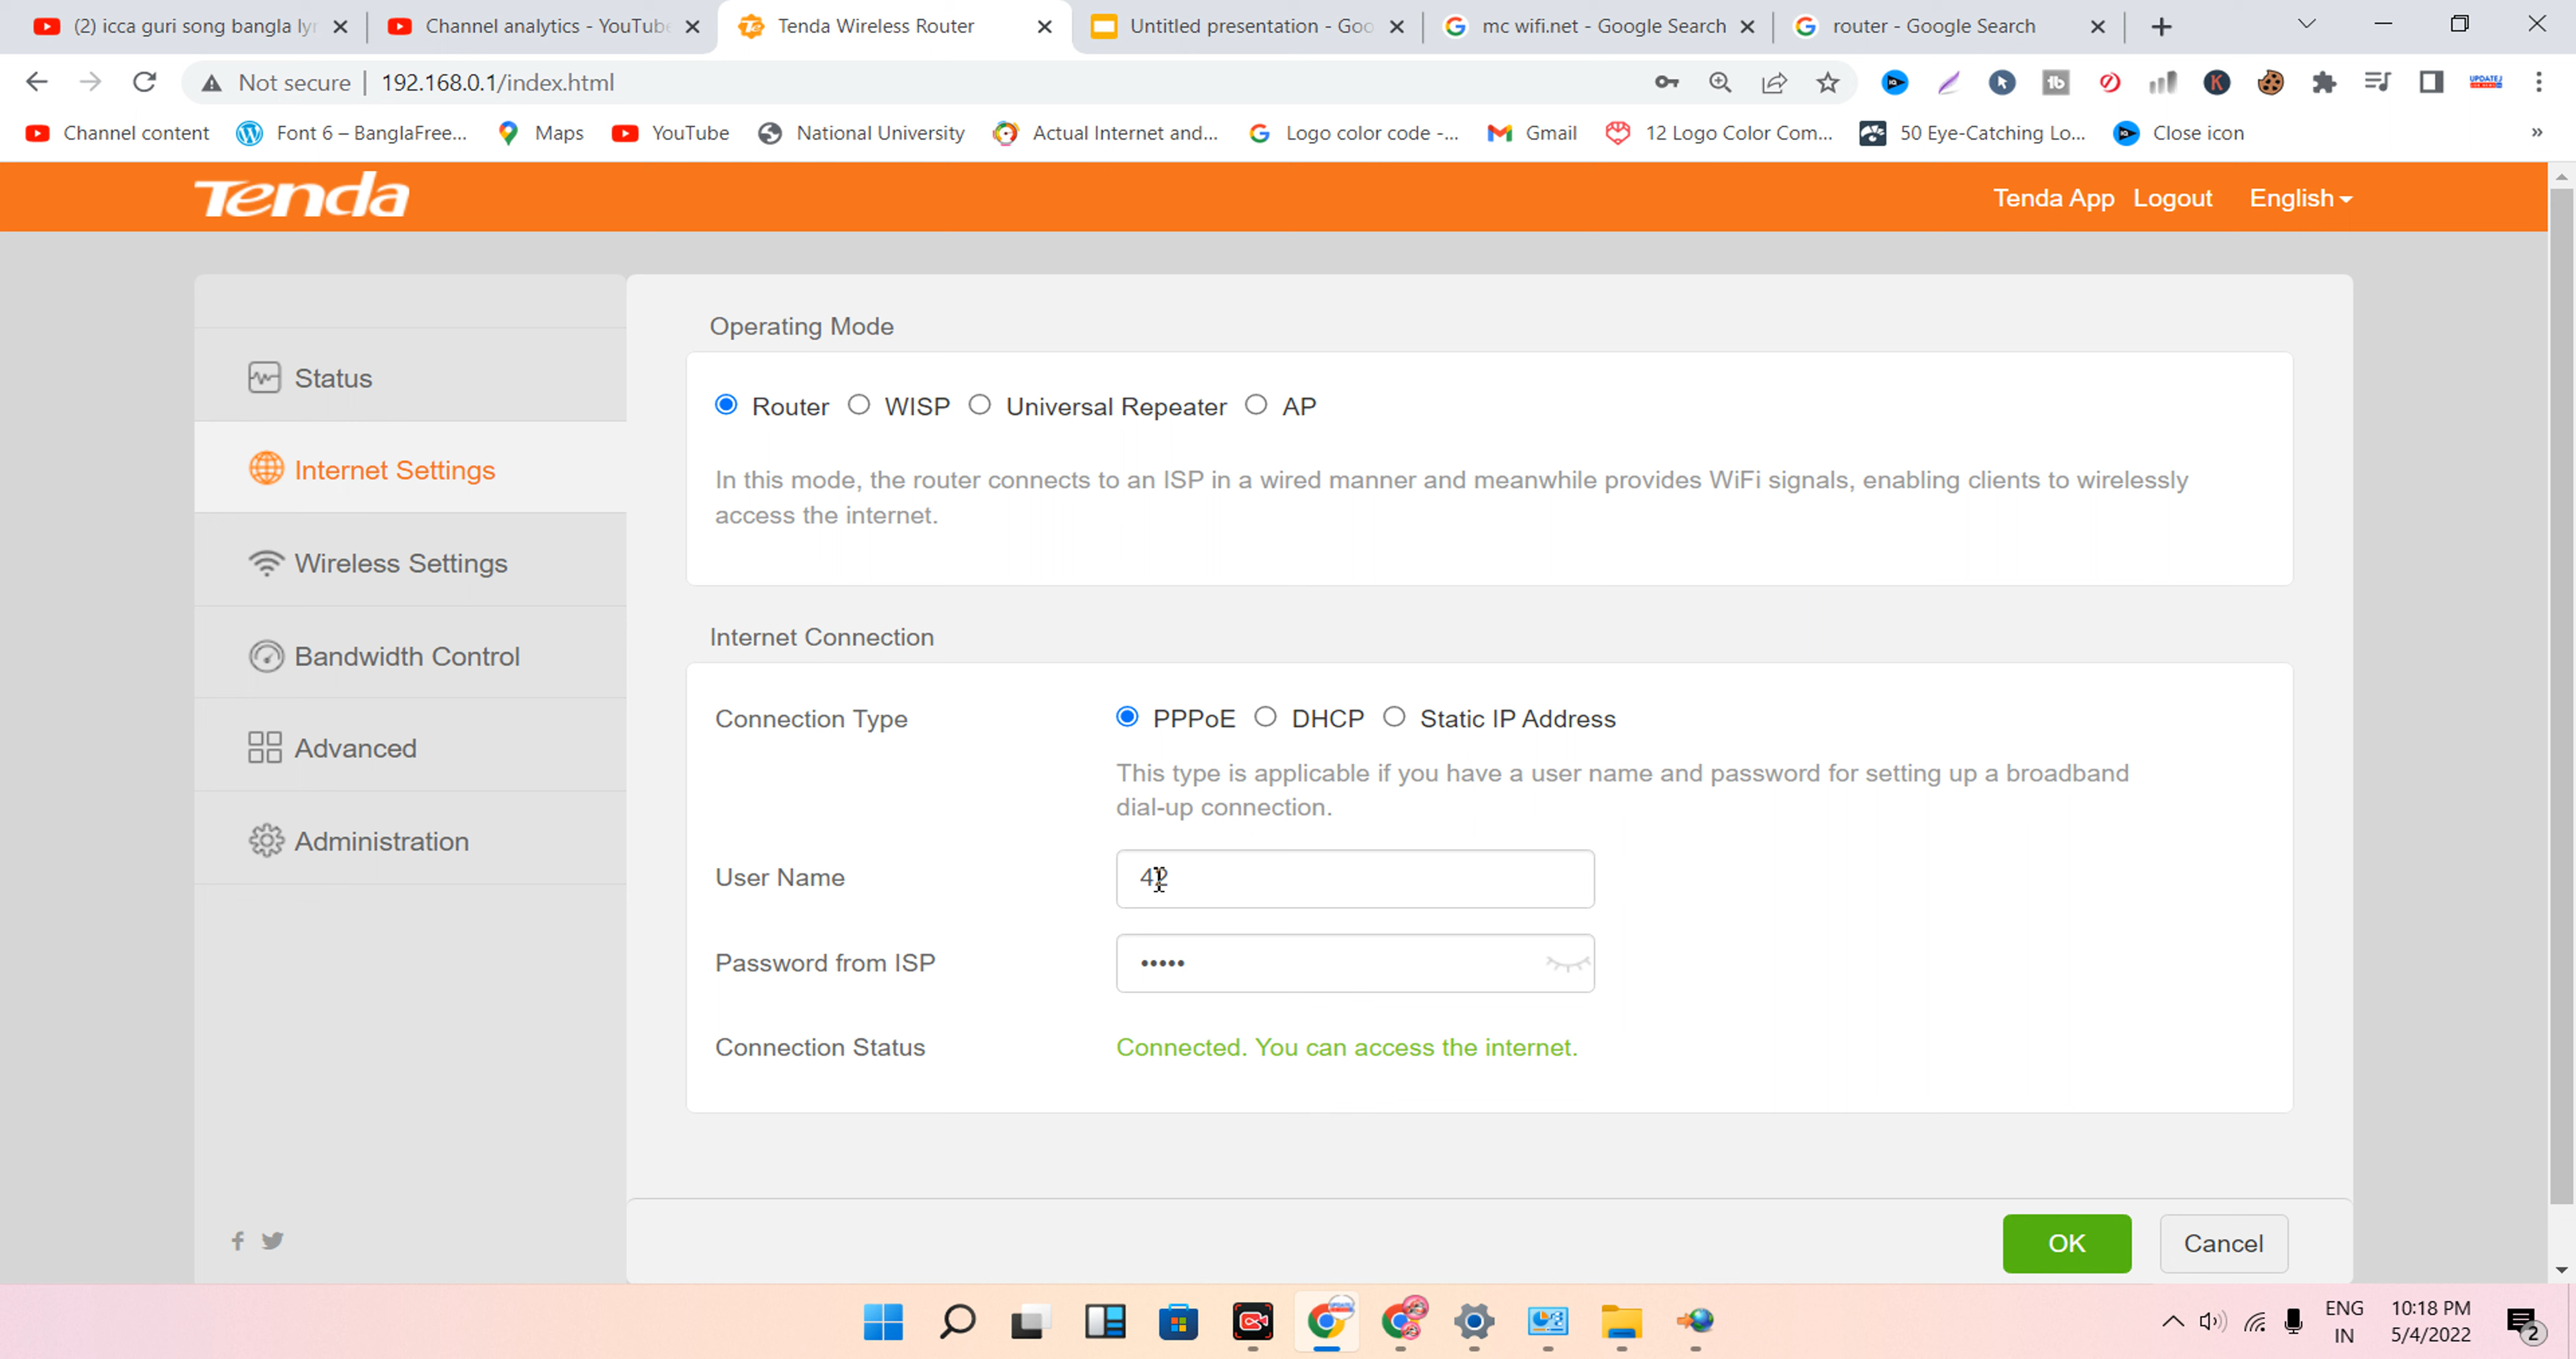 (2) icca guri song bangla lyr
Channel analytics - YouTube
Tenda Wireless Router
Untitled presentation - Goo
mc wifi.net - Google Search
router - Google Search
Not secure | 192.168.0.1/index.html
Channel content
Font 6 – BanglaFree...
Maps
YouTube
National University
Actual Internet and...
Logo color code -...
Gmail
12 Logo Color Com...
50 Eye-Catching Lo...
Close icon
»
Tenda
Tenda App Logout English
Operating Mode
Status
Router WISP Universal Repeater AP
Internet Settings
In this mode, the router connects to an ISP in a wired manner and meanwhile provides WiFi signals, enabling clients to wirelessly
access the internet.
Wireless Settings
Internet Connection
Bandwidth Control
Connection Type PPPoE DHCP Static IP Address
Advanced
This type is applicable if you have a user name and password for setting up a broadband
dial-up connection.
Administration
User Name 42
Password from ISP •••••
Connection Status Connected. You can access the internet.
OK Cancel
ENG
IN
10:18 PM
5/4/2022
2